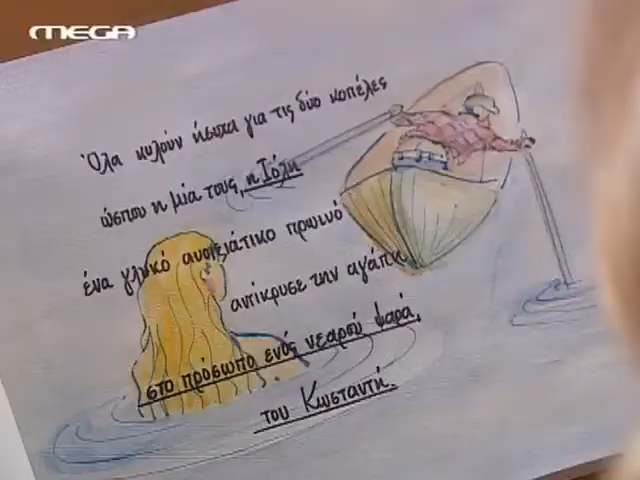 MEGA
Όλα κυλούν ήσυχα για τις δύο κοπέλες
ώσπου η μία τους, η Ιόλη
ένα γλυκό ανοιξιάτικο πρωινό
αντίκρυσε την αγάπη
στο πρόσωπο ενός νεαρού ψαρά,
του Κωσταντή.